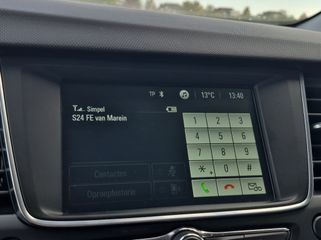 TP 13°C 13:40
Simpel
S24 FE van Marein
1 2 3
4 5 6
7 8 9
* 0 #
Contacten
Oproephistorie